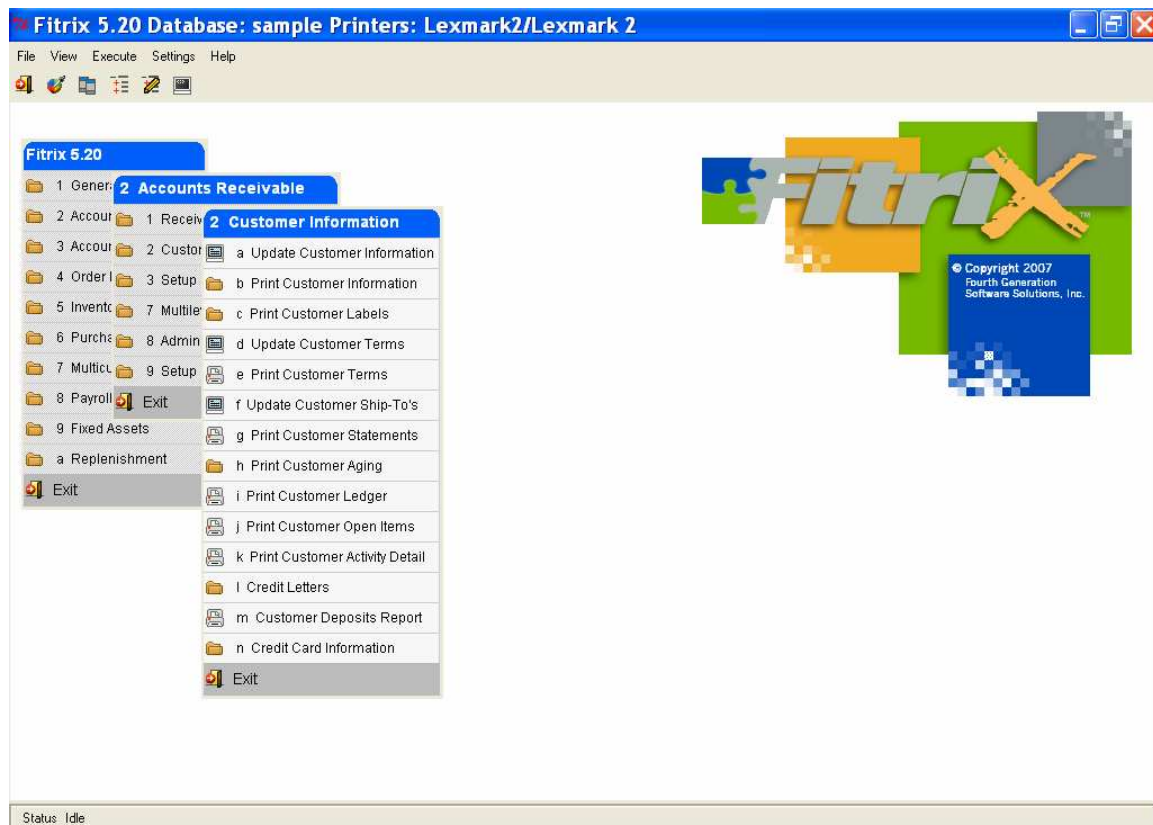 Fitrix 5.20 Database: sample Printers: Lexmark2/Lexmark 2
File View Execute Settings Help
Fitrix 5.20
1 Gener
2 Accour
3 Accour
4 Order
5 Invento
6 Purcha
7 Multicu
8 Payroll
9 Fixed Assets
a Replenishment
Exit
2 Accounts Receivable
1 Receiv
2 Custor
3 Setup
7 Multile
8 Admin
9 Setup
Exit
2 Customer Information
a Update Customer Information
b Print Customer Information
c Print Customer Labels
d Update Customer Terms
e Print Customer Terms
f Update Customer Ship-To's
g Print Customer Statements
h Print Customer Aging
i Print Customer Ledger
j Print Customer Open Items
k Print Customer Activity Detail
l Credit Letters
m Customer Deposits Report
n Credit Card Information
Exit
FitriX ™
© Copyright 2007
Fourth Generation
Software Solutions, Inc.
Status Idle